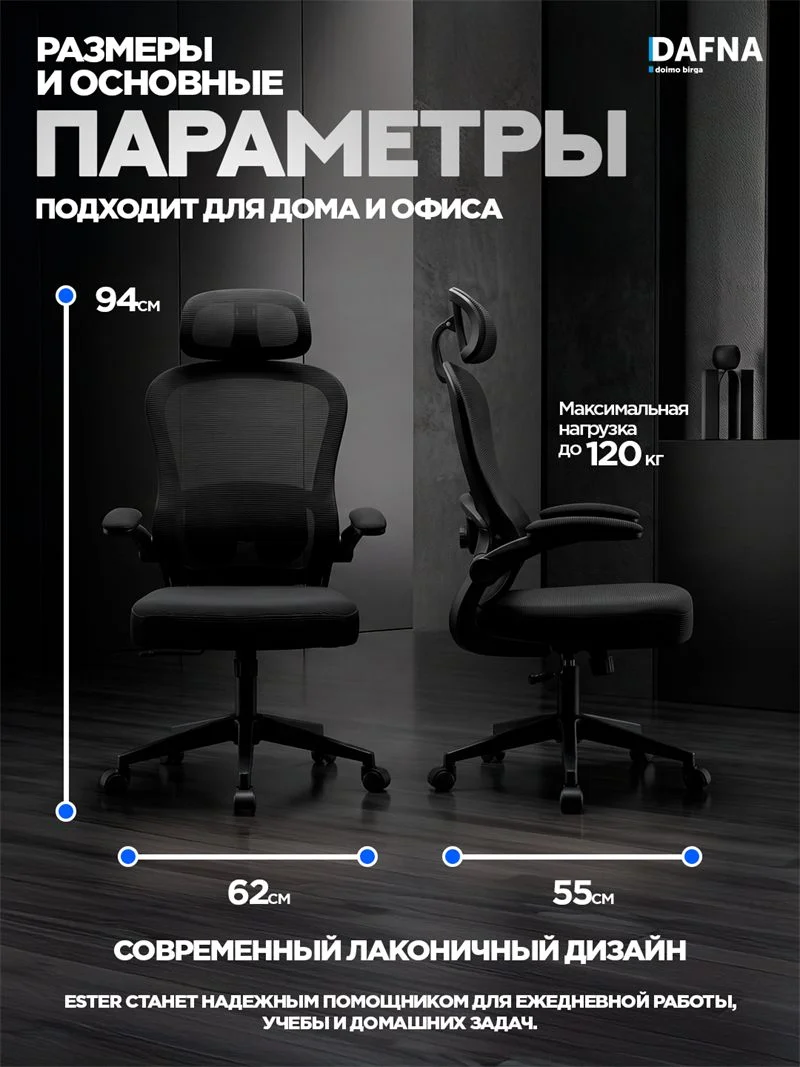 РАЗМЕРЫ
И ОСНОВНЫЕ
ПАРАМЕТРЫ
ПОДХОДИТ ДЛЯ ДОМА И ОФИСА
DAFNA
doimo birga
94СМ
Максимальная
нагрузка
до 120 кг
62СМ
55СМ
СОВРЕМЕННЫЙ ЛАКОНИЧНЫЙ ДИЗАЙН
ESTER СТАНЕТ НАДЕЖНЫМ ПОМОЩНИКОМ ДЛЯ ЕЖЕДНЕВНОЙ РАБОТЫ,
УЧЕБЫ И ДОМАШНИХ ЗАДАЧ.